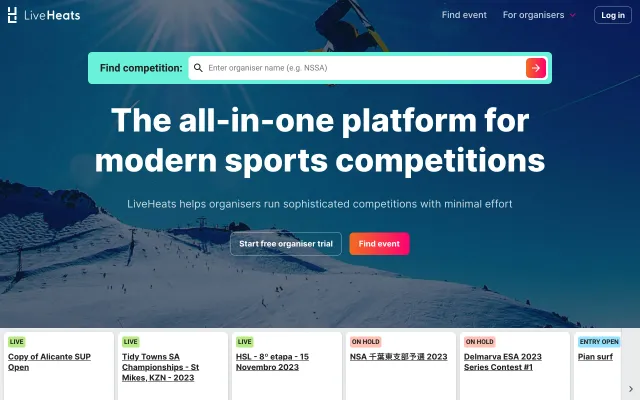 LiveHeats
Find event
For organisers
Log in
Find competition:
Enter organiser name (e.g. NSSA)
The all-in-one platform for
modern sports competitions
LiveHeats helps organisers run sophisticated competitions with minimal effort
Start free organiser trial
Find event
LIVE
Copy of Alicante SUP
Open
LIVE
Tidy Towns SA
Championships - St
Mikes, KZN - 2023
LIVE
HSL - 8º etapa - 15
Novembro 2023
ON HOLD
NSA 千葉東支部予選 2023
ON HOLD
Delmarva ESA 2023
Series Contest #1
ENTRY OPEN
Pian surf